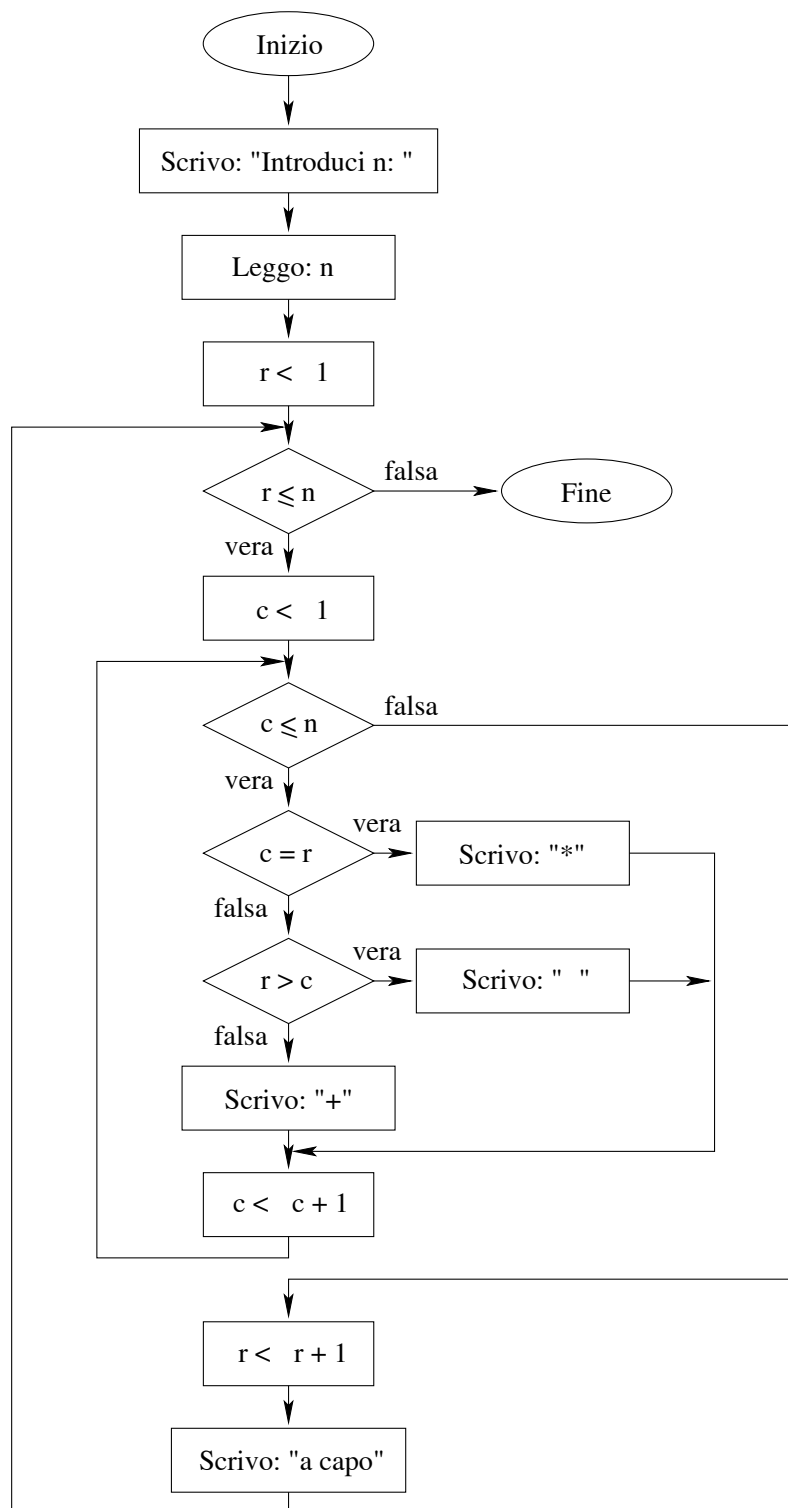 Inizio
Scrivo: "Introduci n: "
Leggo: n
r < 1
r ≤ n
falsa
Fine
vera
c < 1
c ≤ n
falsa
vera
c = r
vera
Scrivo: "*"
falsa
r > c
vera
Scrivo: "  "
falsa
Scrivo: "+"
c < c + 1
r < r + 1
Scrivo: "a capo"